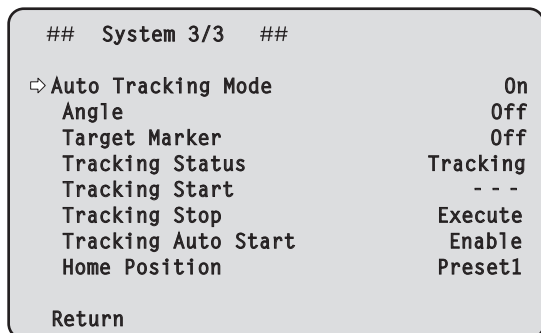 ## System 3/3 ##
⇨Auto Tracking Mode On
Angle Off
Target Marker Off
Tracking Status Tracking
Tracking Start - - -
Tracking Stop Execute
Tracking Auto Start Enable
Home Position Preset1
Return